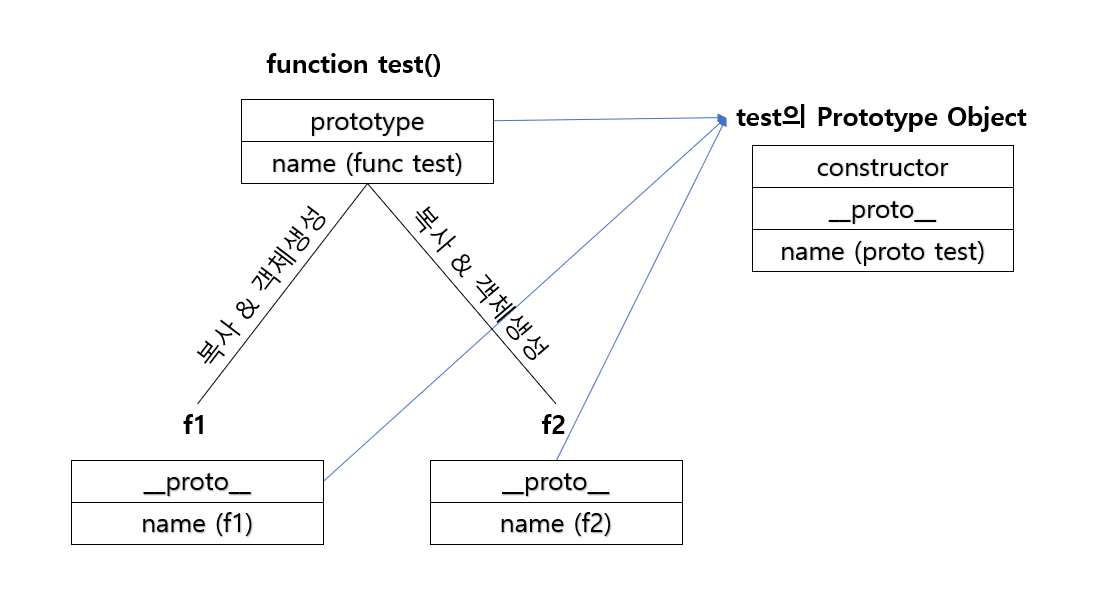 function test()
prototype
name (func test)
test의 Prototype Object
constructor
__proto__
name (proto test)
복사 & 객체생성
복사 & 객체생성
f1
__proto__
name (f1)
f2
__proto__
name (f2)